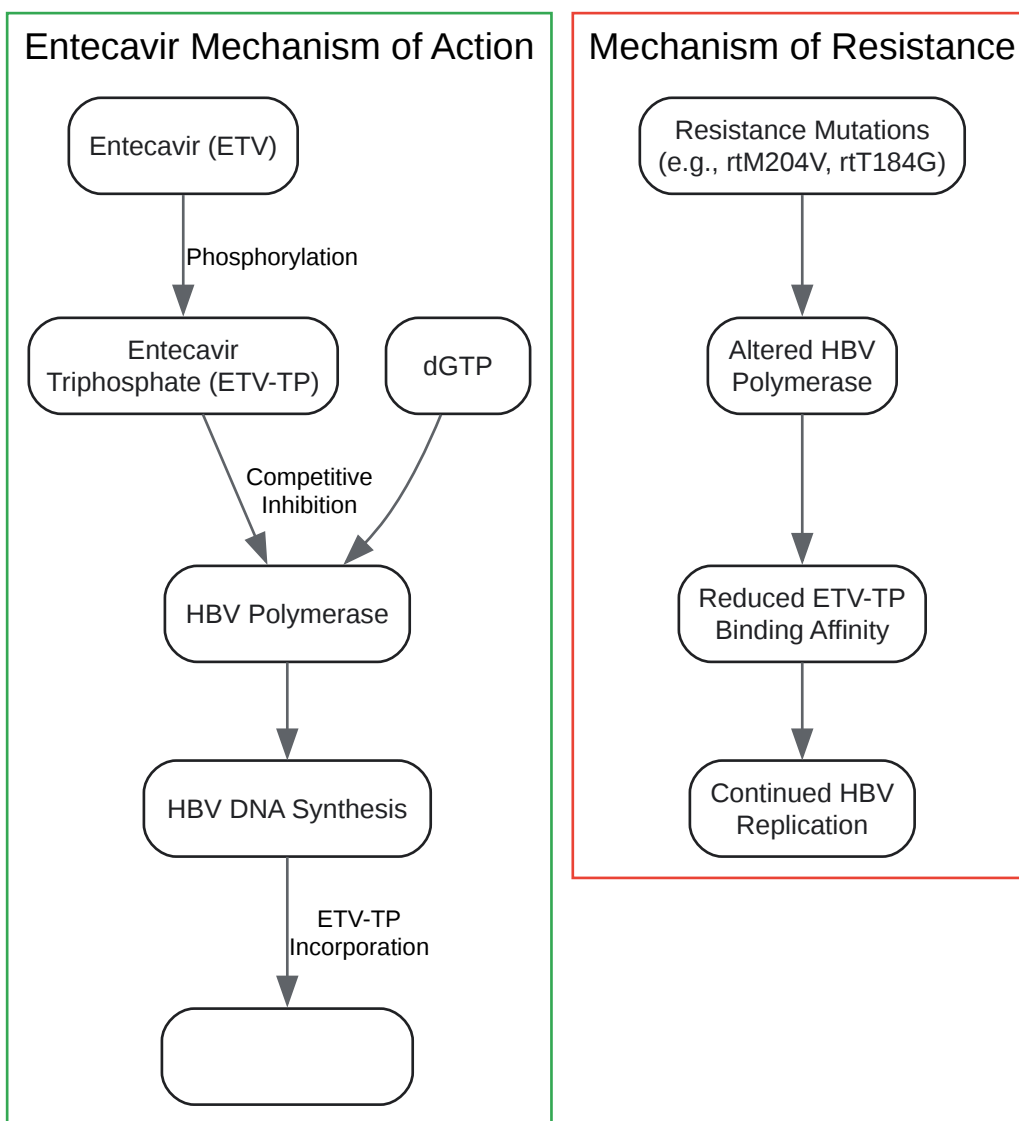 Entecavir Mechanism of Action
Entecavir (ETV)
Phosphorylation
Entecavir
Triphosphate (ETV-TP)
dGTP
Competitive
Inhibition
HBV Polymerase
HBV DNA Synthesis
ETV-TP
Incorporation
Mechanism of Resistance
Resistance Mutations
(e.g., rtM204V, rtT184G)
Altered HBV
Polymerase
Reduced ETV-TP
Binding Affinity
Continued HBV
Replication